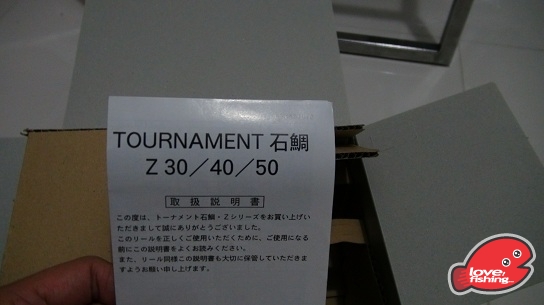 TOURNAMENT 石鯛
Z 30／40／50
取扱説明書
この度は、トーナメント石鯛・Zシリーズをお買い上げい
ただきまして誠にありがとうございました。
このリールを正しくご使用いただくために、ご使用になる
前にこの説明書をよくお読みください。
また、リール同様この説明書も大切に保管していただきま
すようお願い申し上げます。
love
fishing